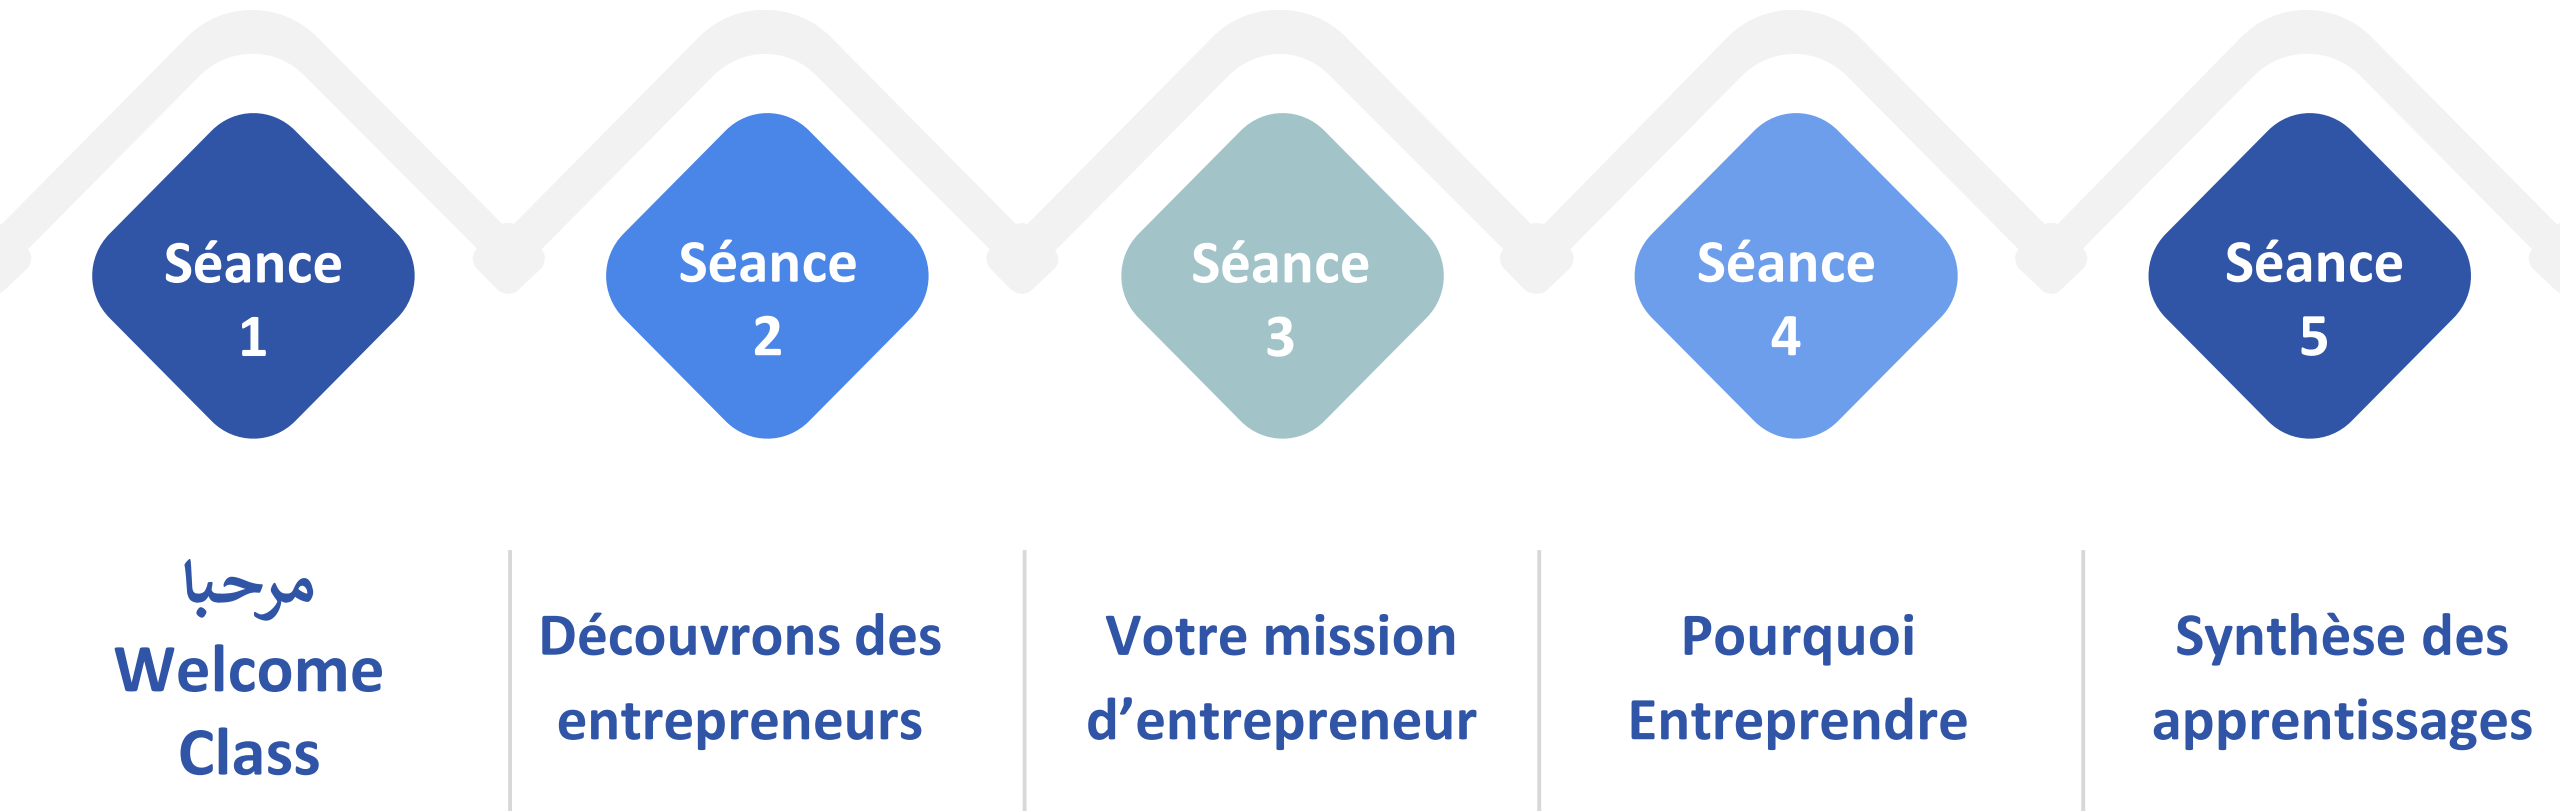 Séance
1
Séance
2
Séance
3
Séance
4
Séance
5
مرحبا
Welcome
Class
Découvrons des
entrepreneurs
Votre mission
d’entrepreneur
Pourquoi
Entreprendre
Synthèse des
apprentissages